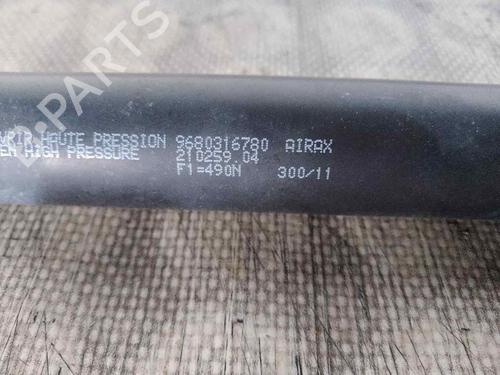 HAUTE PRESSION 9680316780 AIRAX
HIGH PRESSURE 210259.04
F1=490N 300/11